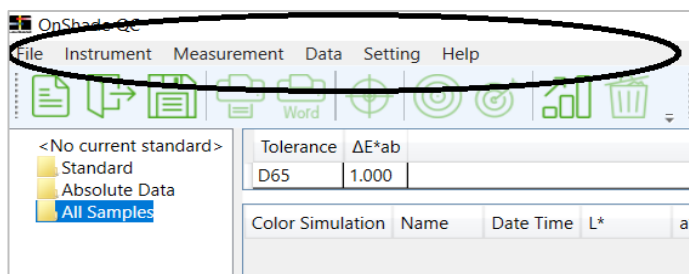 OnShade QC
File Instrument Measurement Data Setting Help
Word
<No current standard>
Standard
Absolute Data
All Samples
Tolerance ΔE*ab
D65 1.000
Color Simulation Name Date Time L* a